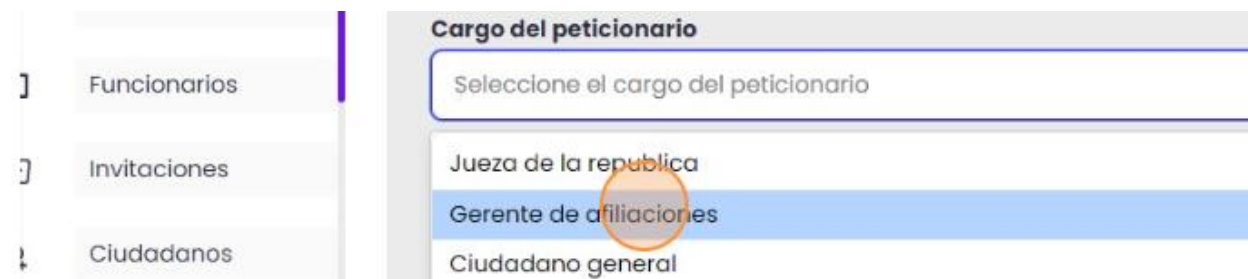 Funcionarios
Invitaciones
Ciudadanos
Cargo del peticionario
Seleccione el cargo del peticionario
Jueza de la republica
Gerente de afiliaciones
Ciudadano general